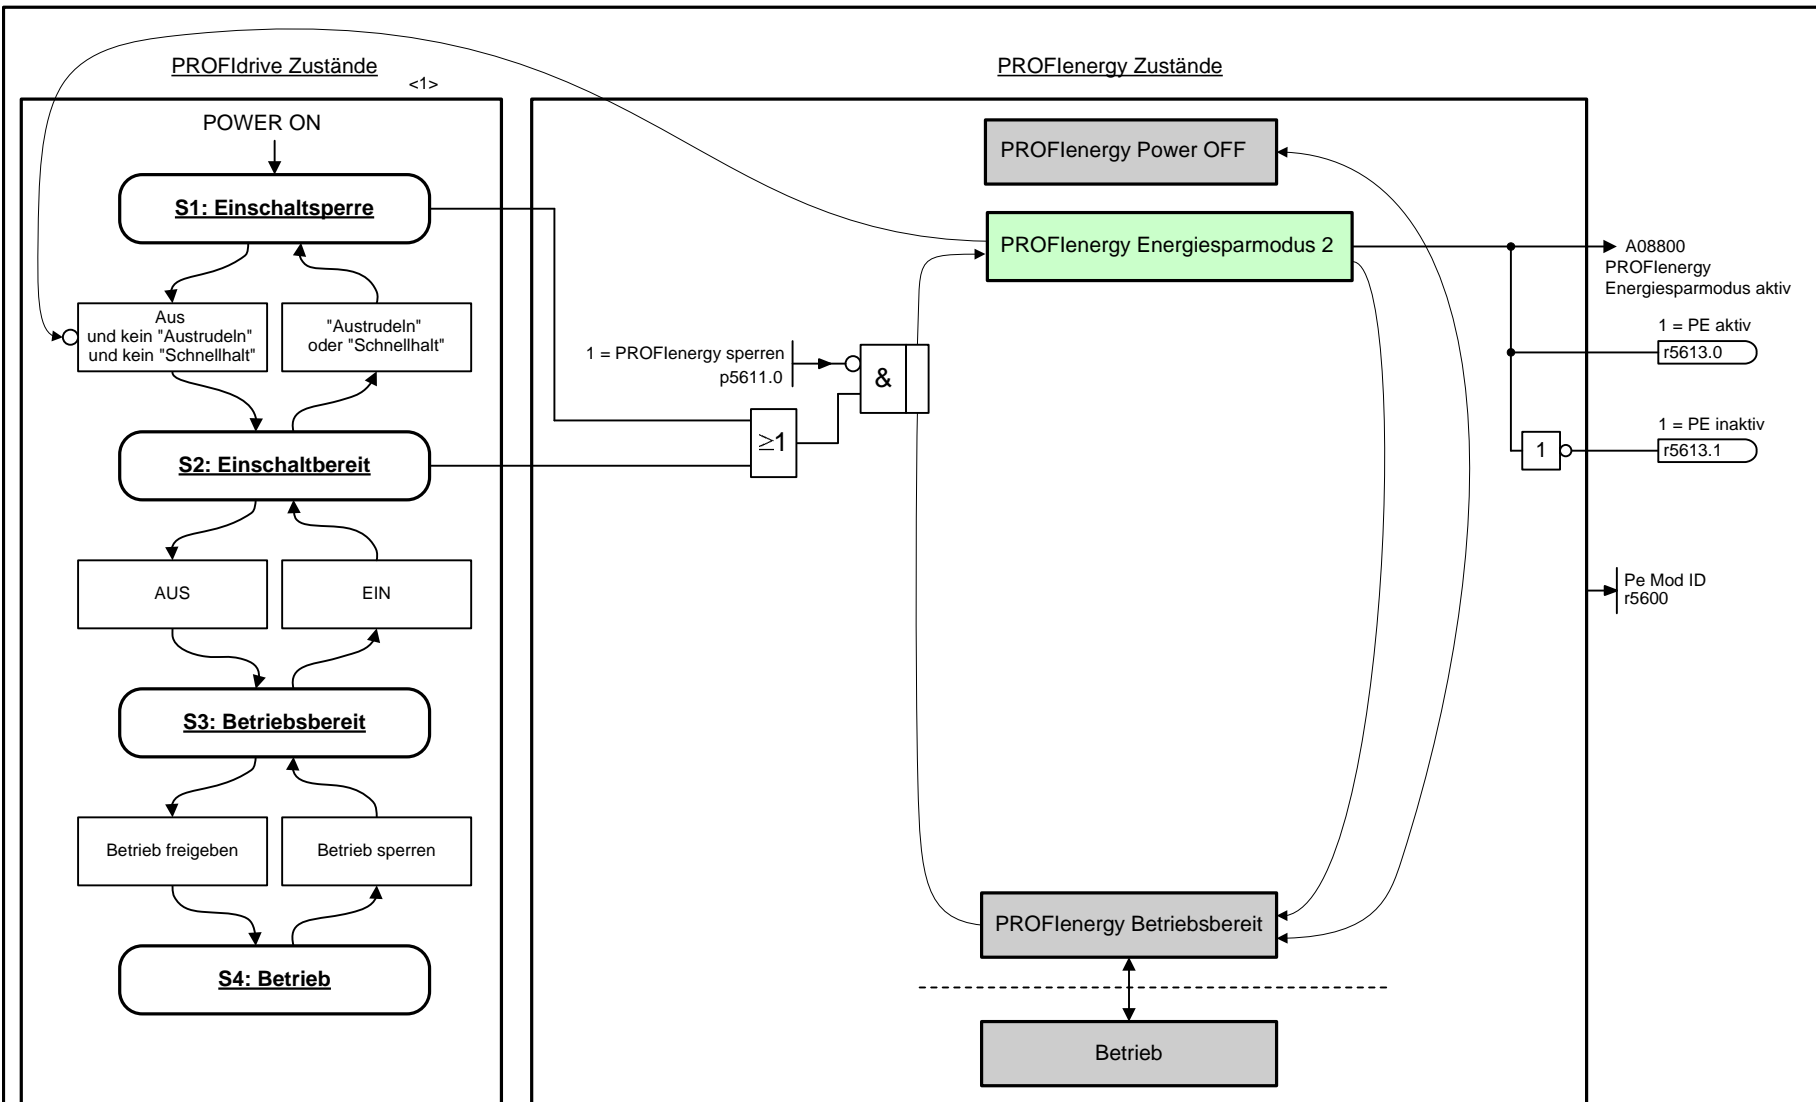 PROFIdrive Zustände
<1>
PROFIenergy Zustände
POWER ON
S1: Einschaltsperre
Aus
und kein "Austrudeln"
und kein "Schnellhalt"
"Austrudeln"
oder "Schnellhalt"
S2: Einschaltbereit
AUS
EIN
S3: Betriebsbereit
Betrieb freigeben
Betrieb sperren
S4: Betrieb
PROFIenergy Power OFF
PROFIenergy Energiesparmodus 2
1 = PROFIenergy sperren
p5611.0
&
≥1
PROFIenergy Betriebsbereit
Betrieb
A08800
PROFIenergy
Energiesparmodus aktiv
1 = PE aktiv
r5613.0
1 = PE inaktiv
1
r5613.1
Pe Mod ID
r5600